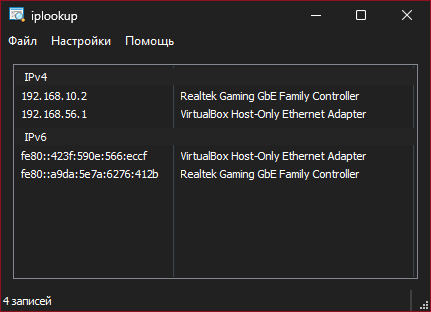 iplookup
Файл Настройки Помощь
IPv4
192.168.10.2 Realtek Gaming GbE Family Controller
192.168.56.1 VirtualBox Host-Only Ethernet Adapter
IPv6
fe80::423f:590e:566:eccf VirtualBox Host-Only Ethernet Adapter
fe80::a9da:5e7a:6276:412b Realtek Gaming GbE Family Controller
4 записей